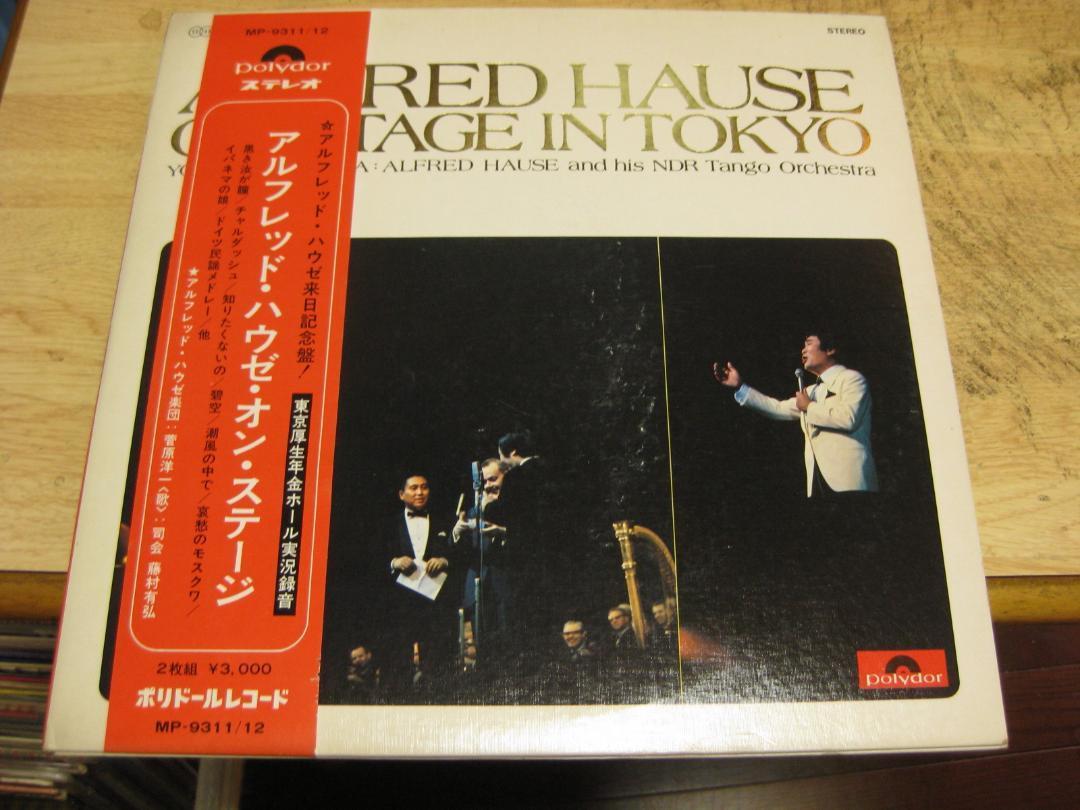 MP-9311/12
polydor
ステレオ
☆アルフレッド・ハウゼ来日記念盤!
東京厚生年金ホール実況録音
アルフレッド・ハウゼ・オン・ステージ
黒き汝が瞳/チャルダッシュ/知りたくないの/碧空/潮風の中で/哀愁のモスクワ/
イパネマの娘/ドイツ民謡メドレー/他
★アルフレッド・ハウゼ楽団:菅原洋一〈歌〉:司会 藤村有弘
2枚組 ¥3,000
ポリドールレコード
MP-9311/12
STEREO
RED HAUSE
TAGE IN TOKYO
A: ALFRED HAUSE and his NDR Tango Orchestra
polydor